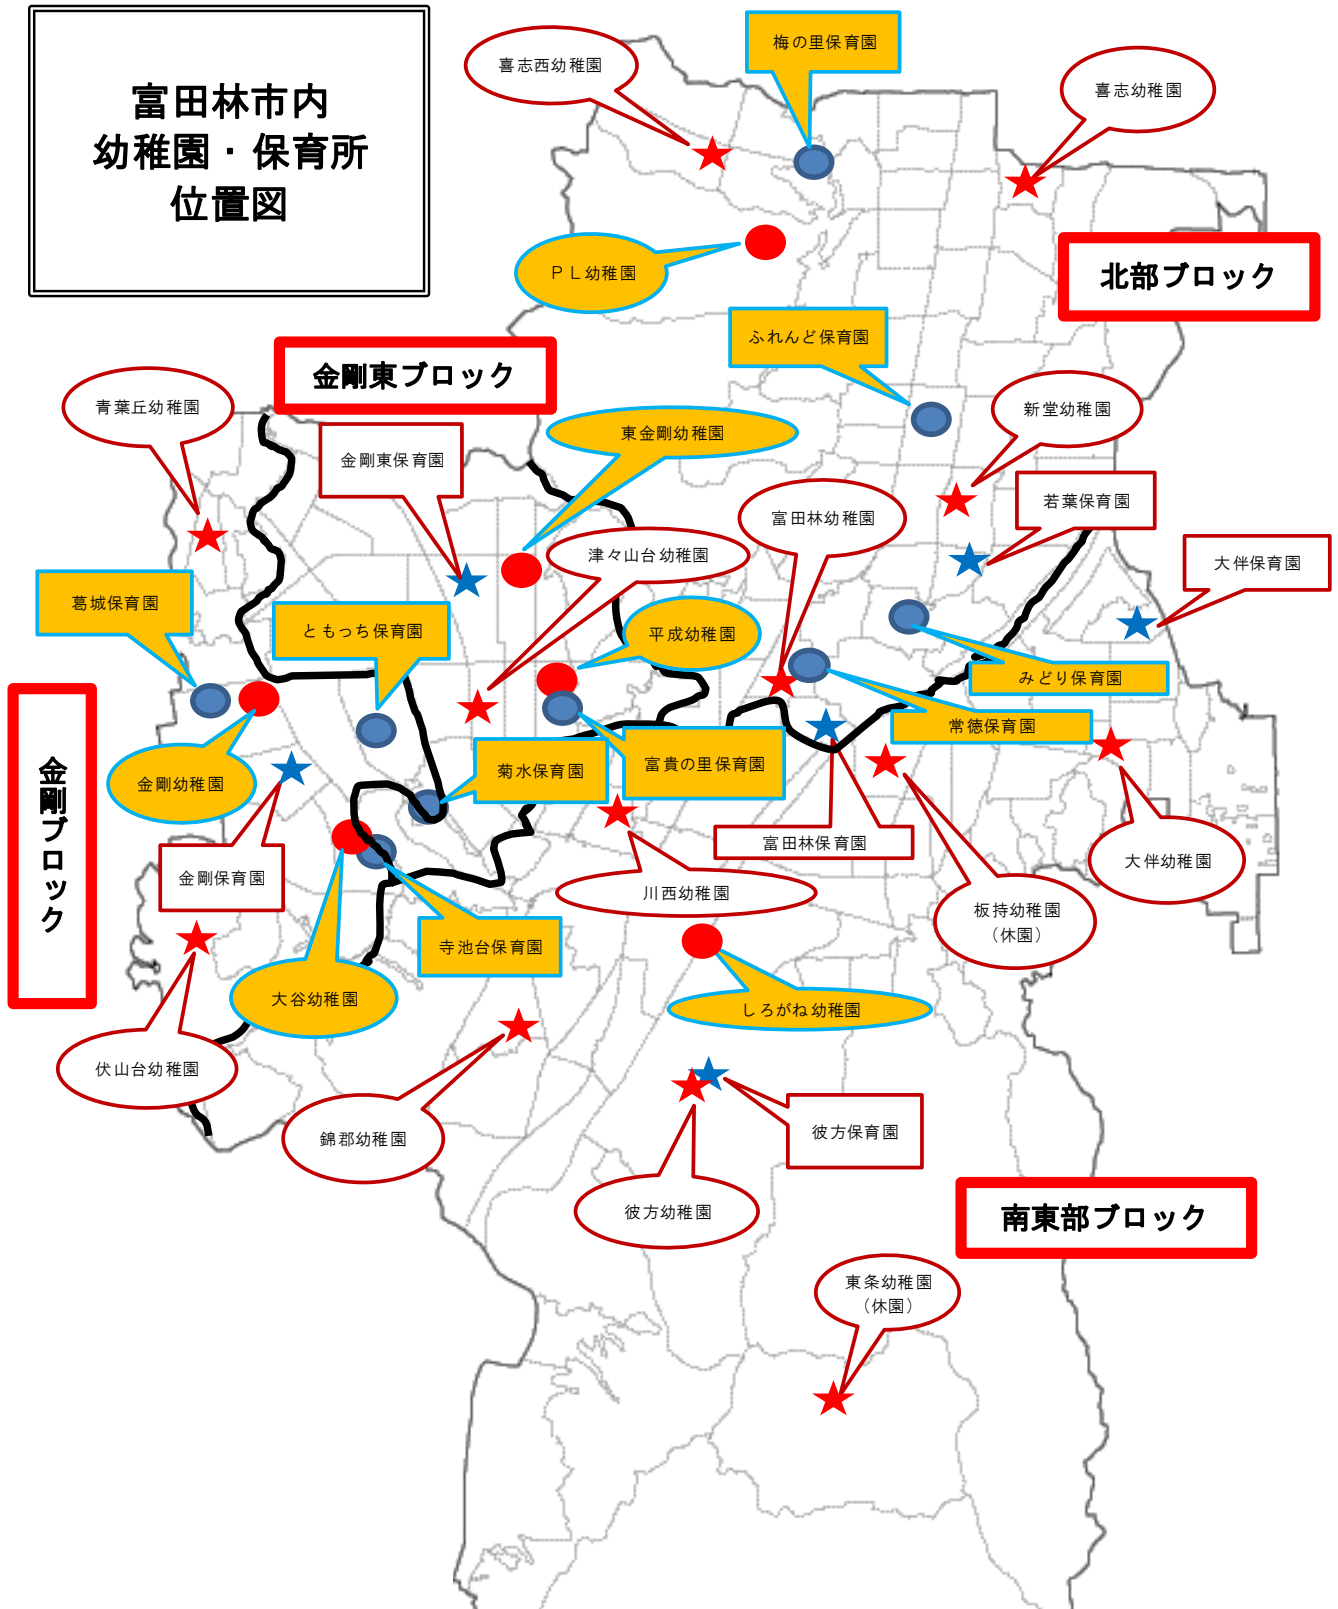 富田林市内
幼稚園・保育所
位置図
喜志西幼稚園
梅の里保育園
喜志幼稚園
ＰＬ幼稚園
北部ブロック
ふれんど保育園
金剛東ブロック
青葉丘幼稚園
金剛東保育園
東金剛幼稚園
新堂幼稚園
若葉保育園
富田林幼稚園
津々山台幼稚園
大伴保育園
葛城保育園
ともっち保育園
平成幼稚園
みどり保育園
常徳保育園
金剛ブロック
金剛幼稚園
菊水保育園
富貴の里保育園
富田林保育園
大伴幼稚園
金剛保育園
川西幼稚園
板持幼稚園
（休園）
寺池台保育園
大谷幼稚園
しろがね幼稚園
伏山台幼稚園
錦郡幼稚園
彼方保育園
彼方幼稚園
南東部ブロック
東条幼稚園
（休園）